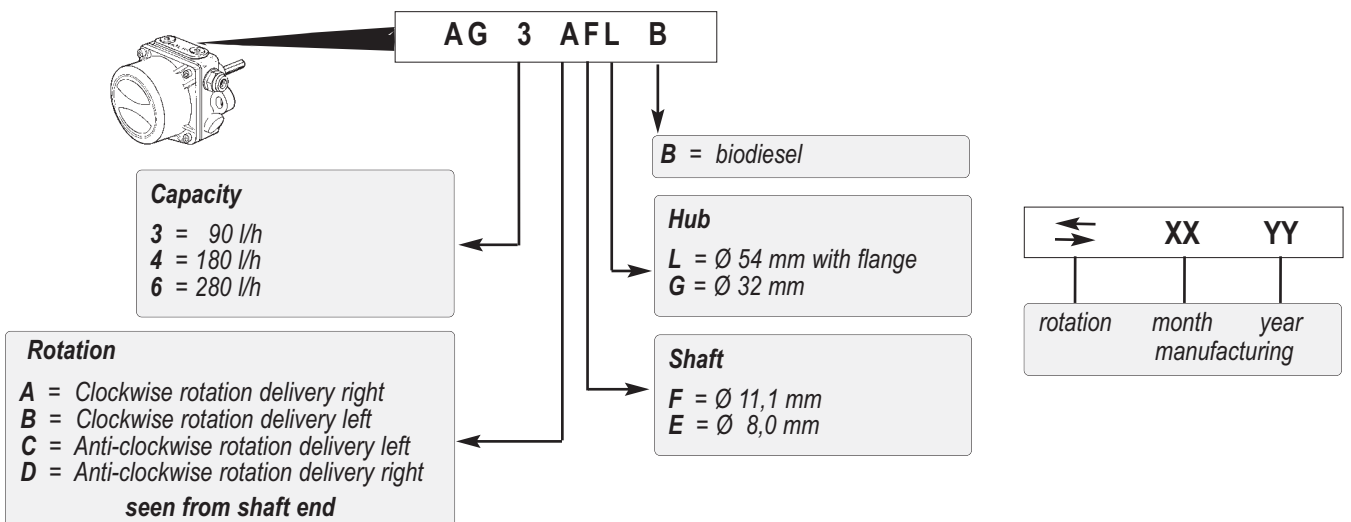 AG 3 AFL B
B = biodiesel
Capacity
3 = 90 l/h
4 = 180 l/h
6 = 280 l/h
Hub
L = Ø 54 mm with flange
G = Ø 32 mm
XX YY
rotation month year
manufacturing
Rotation
A = Clockwise rotation delivery right
B = Clockwise rotation delivery left
C = Anti-clockwise rotation delivery left
D = Anti-clockwise rotation delivery right
seen from shaft end
Shaft
F = Ø 11,1 mm
E = Ø 8,0 mm